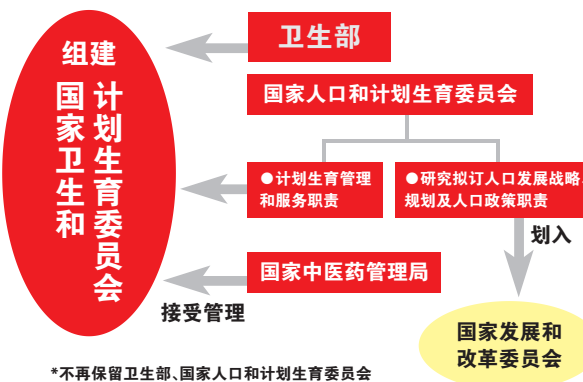 组建
国家卫生和
计划生育委员会
卫生部
国家人口和计划生育委员会
●计划生育管理
和服务职责
●研究拟订人口发展战略、
规划及人口政策职责
划入
国家中医药管理局
接受管理
国家发展和
改革委员会
*不再保留卫生部、国家人口和计划生育委员会